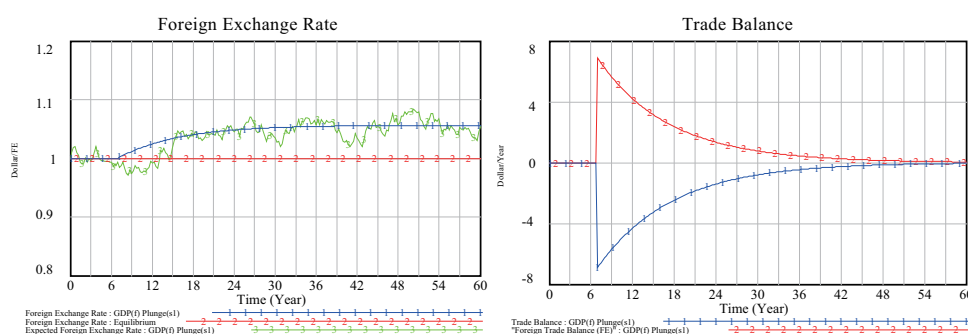 Foreign Exchange Rate
1.2
1.1
1
0.9
0.8
Dollar/FE
0 6 12 18 24 30 36 42 48 54 60
Time (Year)
Foreign Exchange Rate : GDP(f) Plunge(s1)
Foreign Exchange Rate : Equilibrium
Expected Foreign Exchange Rate : GDP(f) Plunge(s1)
Trade Balance
8
4
0
-4
-8
Dollar/Year
0 6 12 18 24 30 36 42 48 54 60
Time (Year)
Trade Balance : GDP(f) Plunge(s1)
"Foreign Trade Balance (FE)" : GDP(f) Plunge(s1)